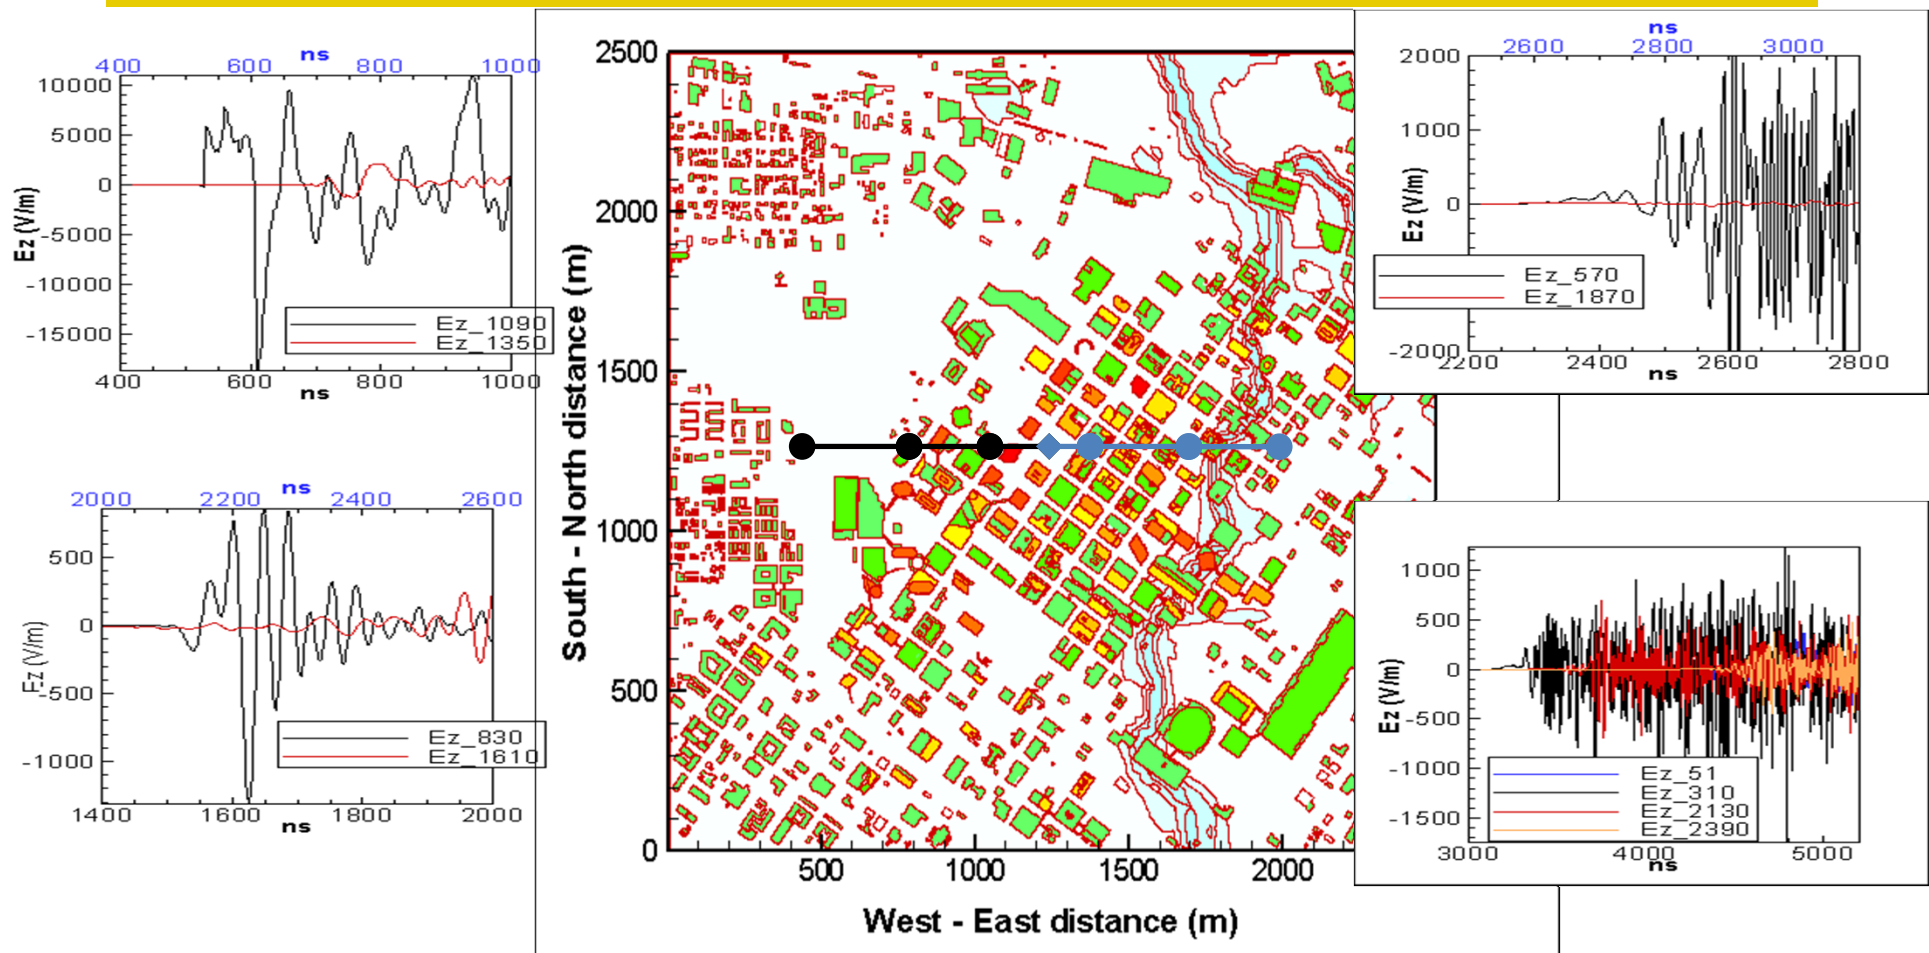 ns
400 600 800 1000
10000
5000
0
-5000
-10000
-15000
Ez (V/m)
Ez_1090
Ez_1350
400 600 800 1000
ns
ns
2000 2200 2400 2600
500
0
-500
-1000
Ez (V/m)
Ez_830
Ez_1610
1400 1600 1800 2000
ns
2500
2000
1500
1000
500
0
South - North distance (m)
500 1000 1500 2000
West - East distance (m)
ns
2600 2800 3000
2000
1000
0
-2000
Ez (V/m)
Ez_570
Ez_1870
2200 2400 2600 2800
ns
1000
500
0
-500
-1000
-1500
Ez (V/m)
Ez_51
Ez_310
Ez_2130
Ez_2390
3000 4000 5000
ns